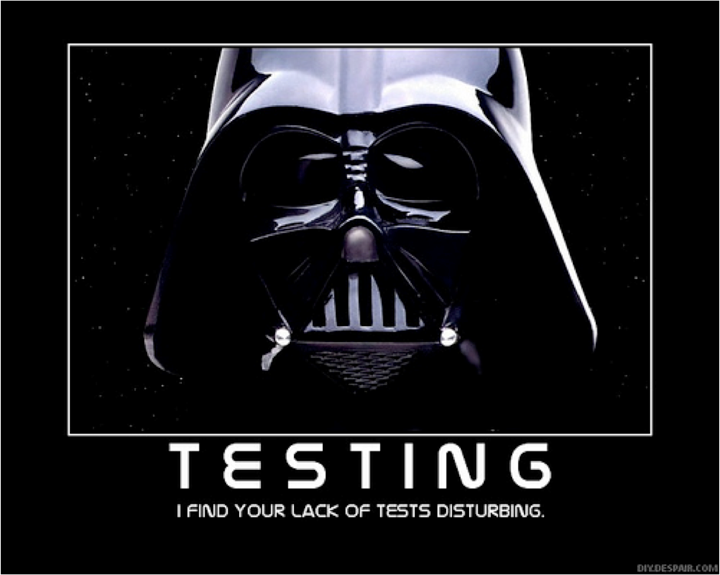 TESTING
I FIND YOUR LACK OF TESTS DISTURBING.
DIY.DESPAIR.COM